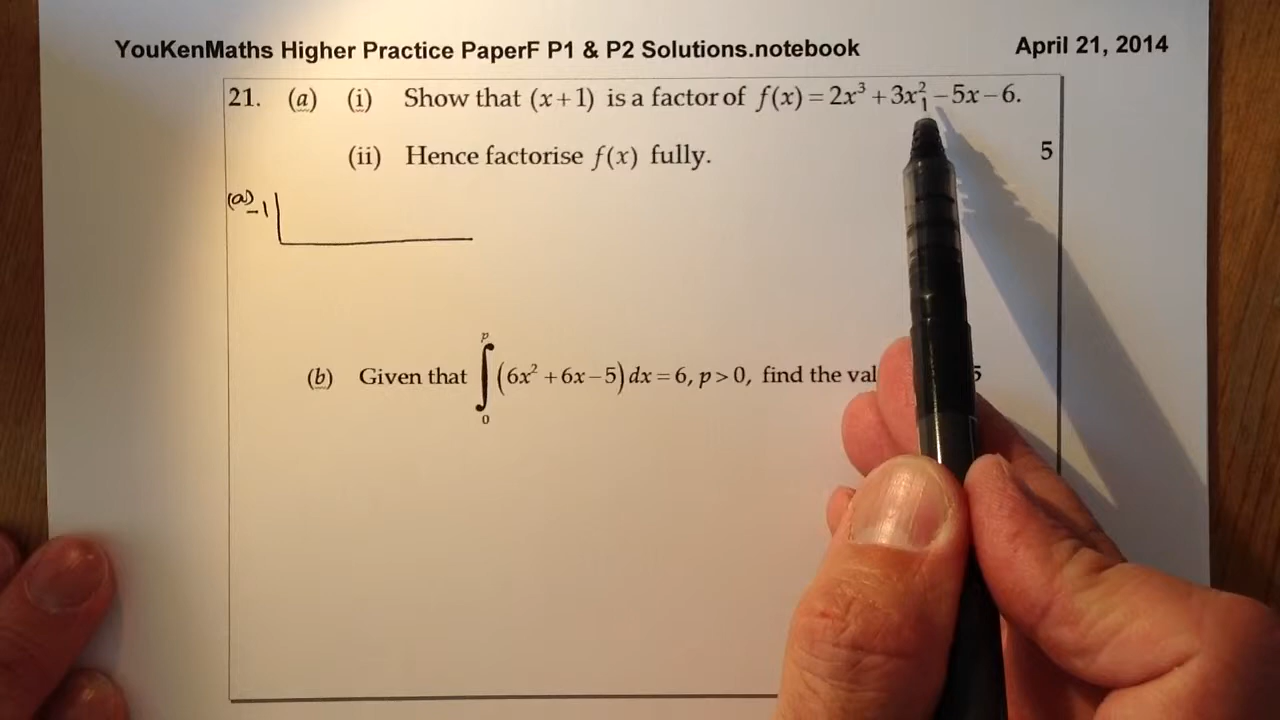 YouKenMaths Higher Practice PaperF P1 & P2 Solutions.notebook April 21, 2014
21. (a) (i) Show that (x+1) is a factor of f(x) = 2x³ + 3x² − 5x − 6.
1
(ii) Hence factorise f(x) fully.
5
(a) −1
(b) Given that ∫₀ᵖ (6x² + 6x − 5) dx = 6, p > 0, find the